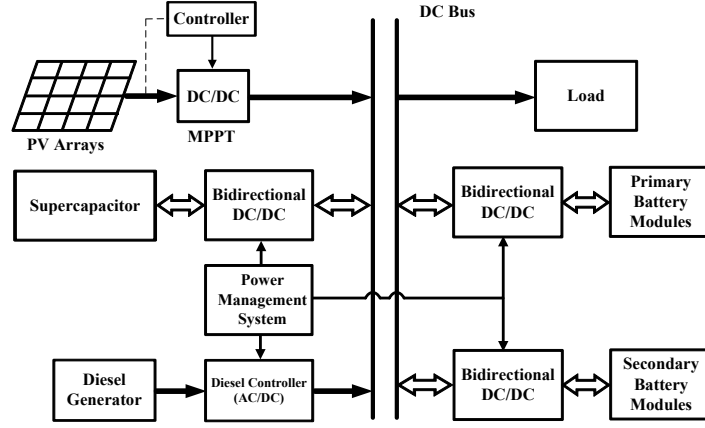 Controller
DC Bus
DC/DC
MPPT
PV Arrays
Load
Supercapacitor
Bidirectional
DC/DC
Bidirectional
DC/DC
Primary
Battery
Modules
Power
Management
System
Diesel
Generator
Diesel Controller
(AC/DC)
Bidirectional
DC/DC
Secondary
Battery
Modules